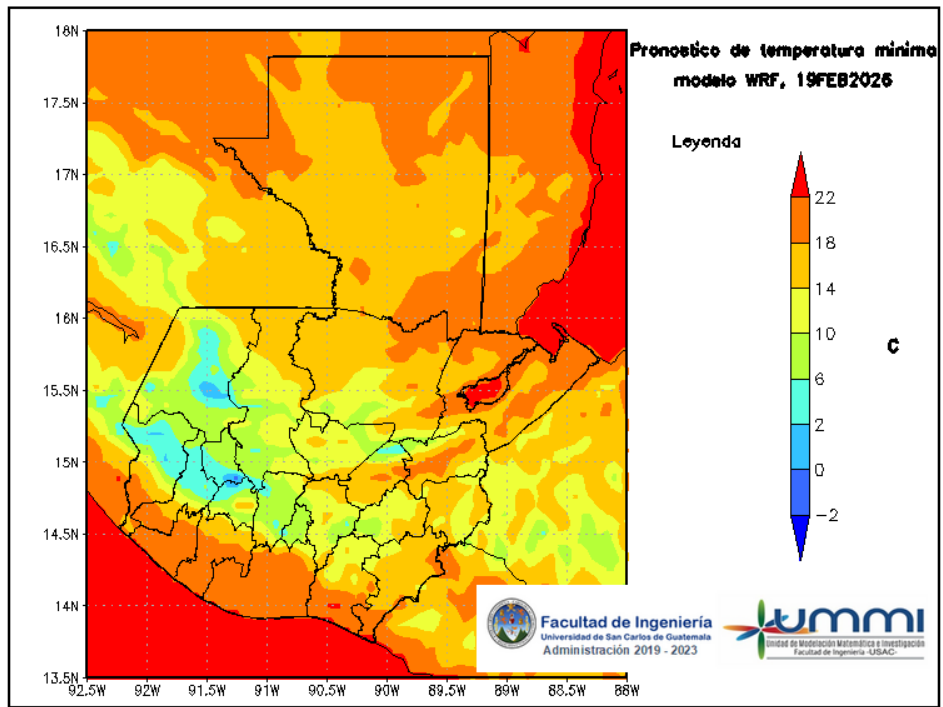 Pronostico de temperatura minima
modelo WRF, 19FEB2026
Leyenda
22
18
14
10
6
2
0
-2
C
18N
17.5N
17N
16.5N
16N
15.5N
15N
14.5N
14N
13.5N
92.5W 92W 91.5W 91W 90.5W 90W 89.5W 89W 88.5W 88W
Facultad de Ingeniería
Universidad de San Carlos de Guatemala
Administración 2019 - 2023
ummi
Unidad de Modelación Matemática e Investigación
Facultad de Ingeniería -USAC-